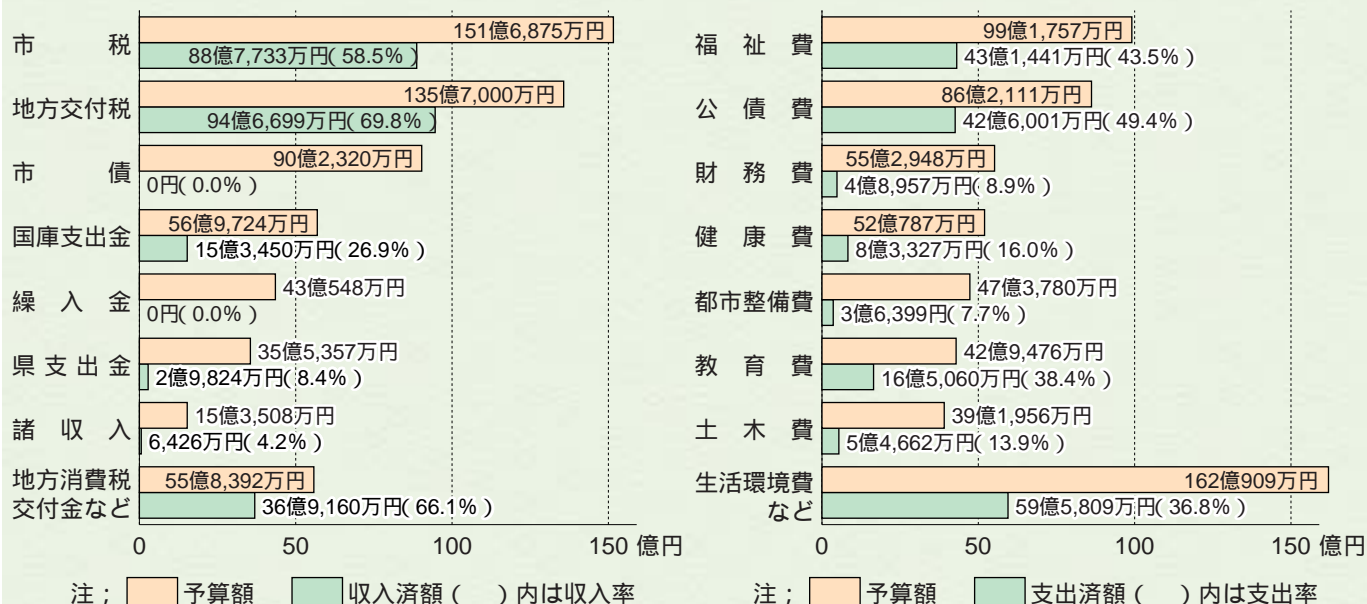 市税
151億6,875万円
88億7,733万円( 58.5% )
地方交付税
135億7,000万円
94億6,699万円( 69.8% )
市債
90億2,320万円
0円( 0.0% )
国庫支出金
56億9,724万円
15億3,450万円( 26.9% )
繰入金
43億548万円
0円( 0.0% )
県支出金
35億5,357万円
2億9,824万円( 8.4% )
諸収入
15億3,508万円
6,426万円( 4.2% )
地方消費税
交付金など
55億8,392万円
36億9,160万円( 66.1% )
0 50 100 150 億円
注； 予算額 収入済額（ ）内は収入率
福祉費
99億1,757万円
43億1,441万円( 43.5% )
公債費
86億2,111万円
42億6,001万円( 49.4% )
財務費
55億2,948万円
4億8,957万円( 8.9% )
健康費
52億787万円
8億3,327万円( 16.0% )
都市整備費
47億3,780万円
3億6,399円( 7.7% )
教育費
42億9,476万円
16億5,060万円( 38.4% )
土木費
39億1,956万円
5億4,662万円( 13.9% )
生活環境費
など
162億909万円
59億5,809万円( 36.8% )
0 50 100 150 億円
注； 予算額 支出済額（ ）内は支出率